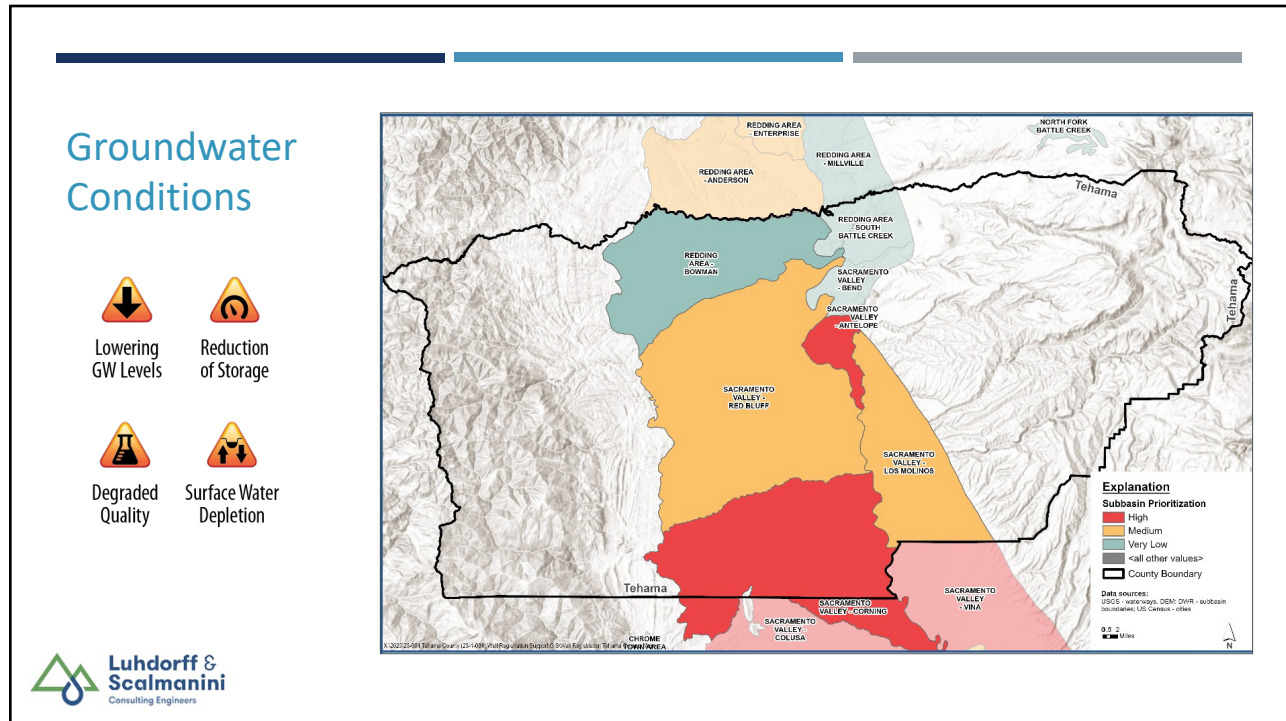 Groundwater
Conditions
Lowering
GW Levels
Reduction
of Storage
Degraded
Quality
Surface Water
Depletion
REDDING AREA
- ENTERPRISE
NORTH FORK
BATTLE CREEK
REDDING AREA
- MILLVILLE
REDDING AREA
- ANDERSON
Tehama
REDDING AREA
- SOUTH
BATTLE CREEK
REDDING
AREA -
BOWMAN
SACRAMENTO
VALLEY
- BEND
Tehama
SACRAMENTO
VALLEY
- ANTELOPE
SACRAMENTO
VALLEY -
RED BLUFF
SACRAMENTO
VALLEY -
LOS MOLINOS
Tehama
SACRAMENTO
VALLEY - CORNING
SACRAMENTO
VALLEY -
COLUSA
SACRAMENTO
VALLEY
- VINA
CHROME
TOWN AREA
Explanation
Subbasin Prioritization
High
Medium
Very Low
<all other values>
County Boundary
Data sources:
USGS - waterways, DEM; DWR - subbasin
boundaries; US Census - cities
Miles
N
Luhdorff &
Scalmanini
Consulting Engineers